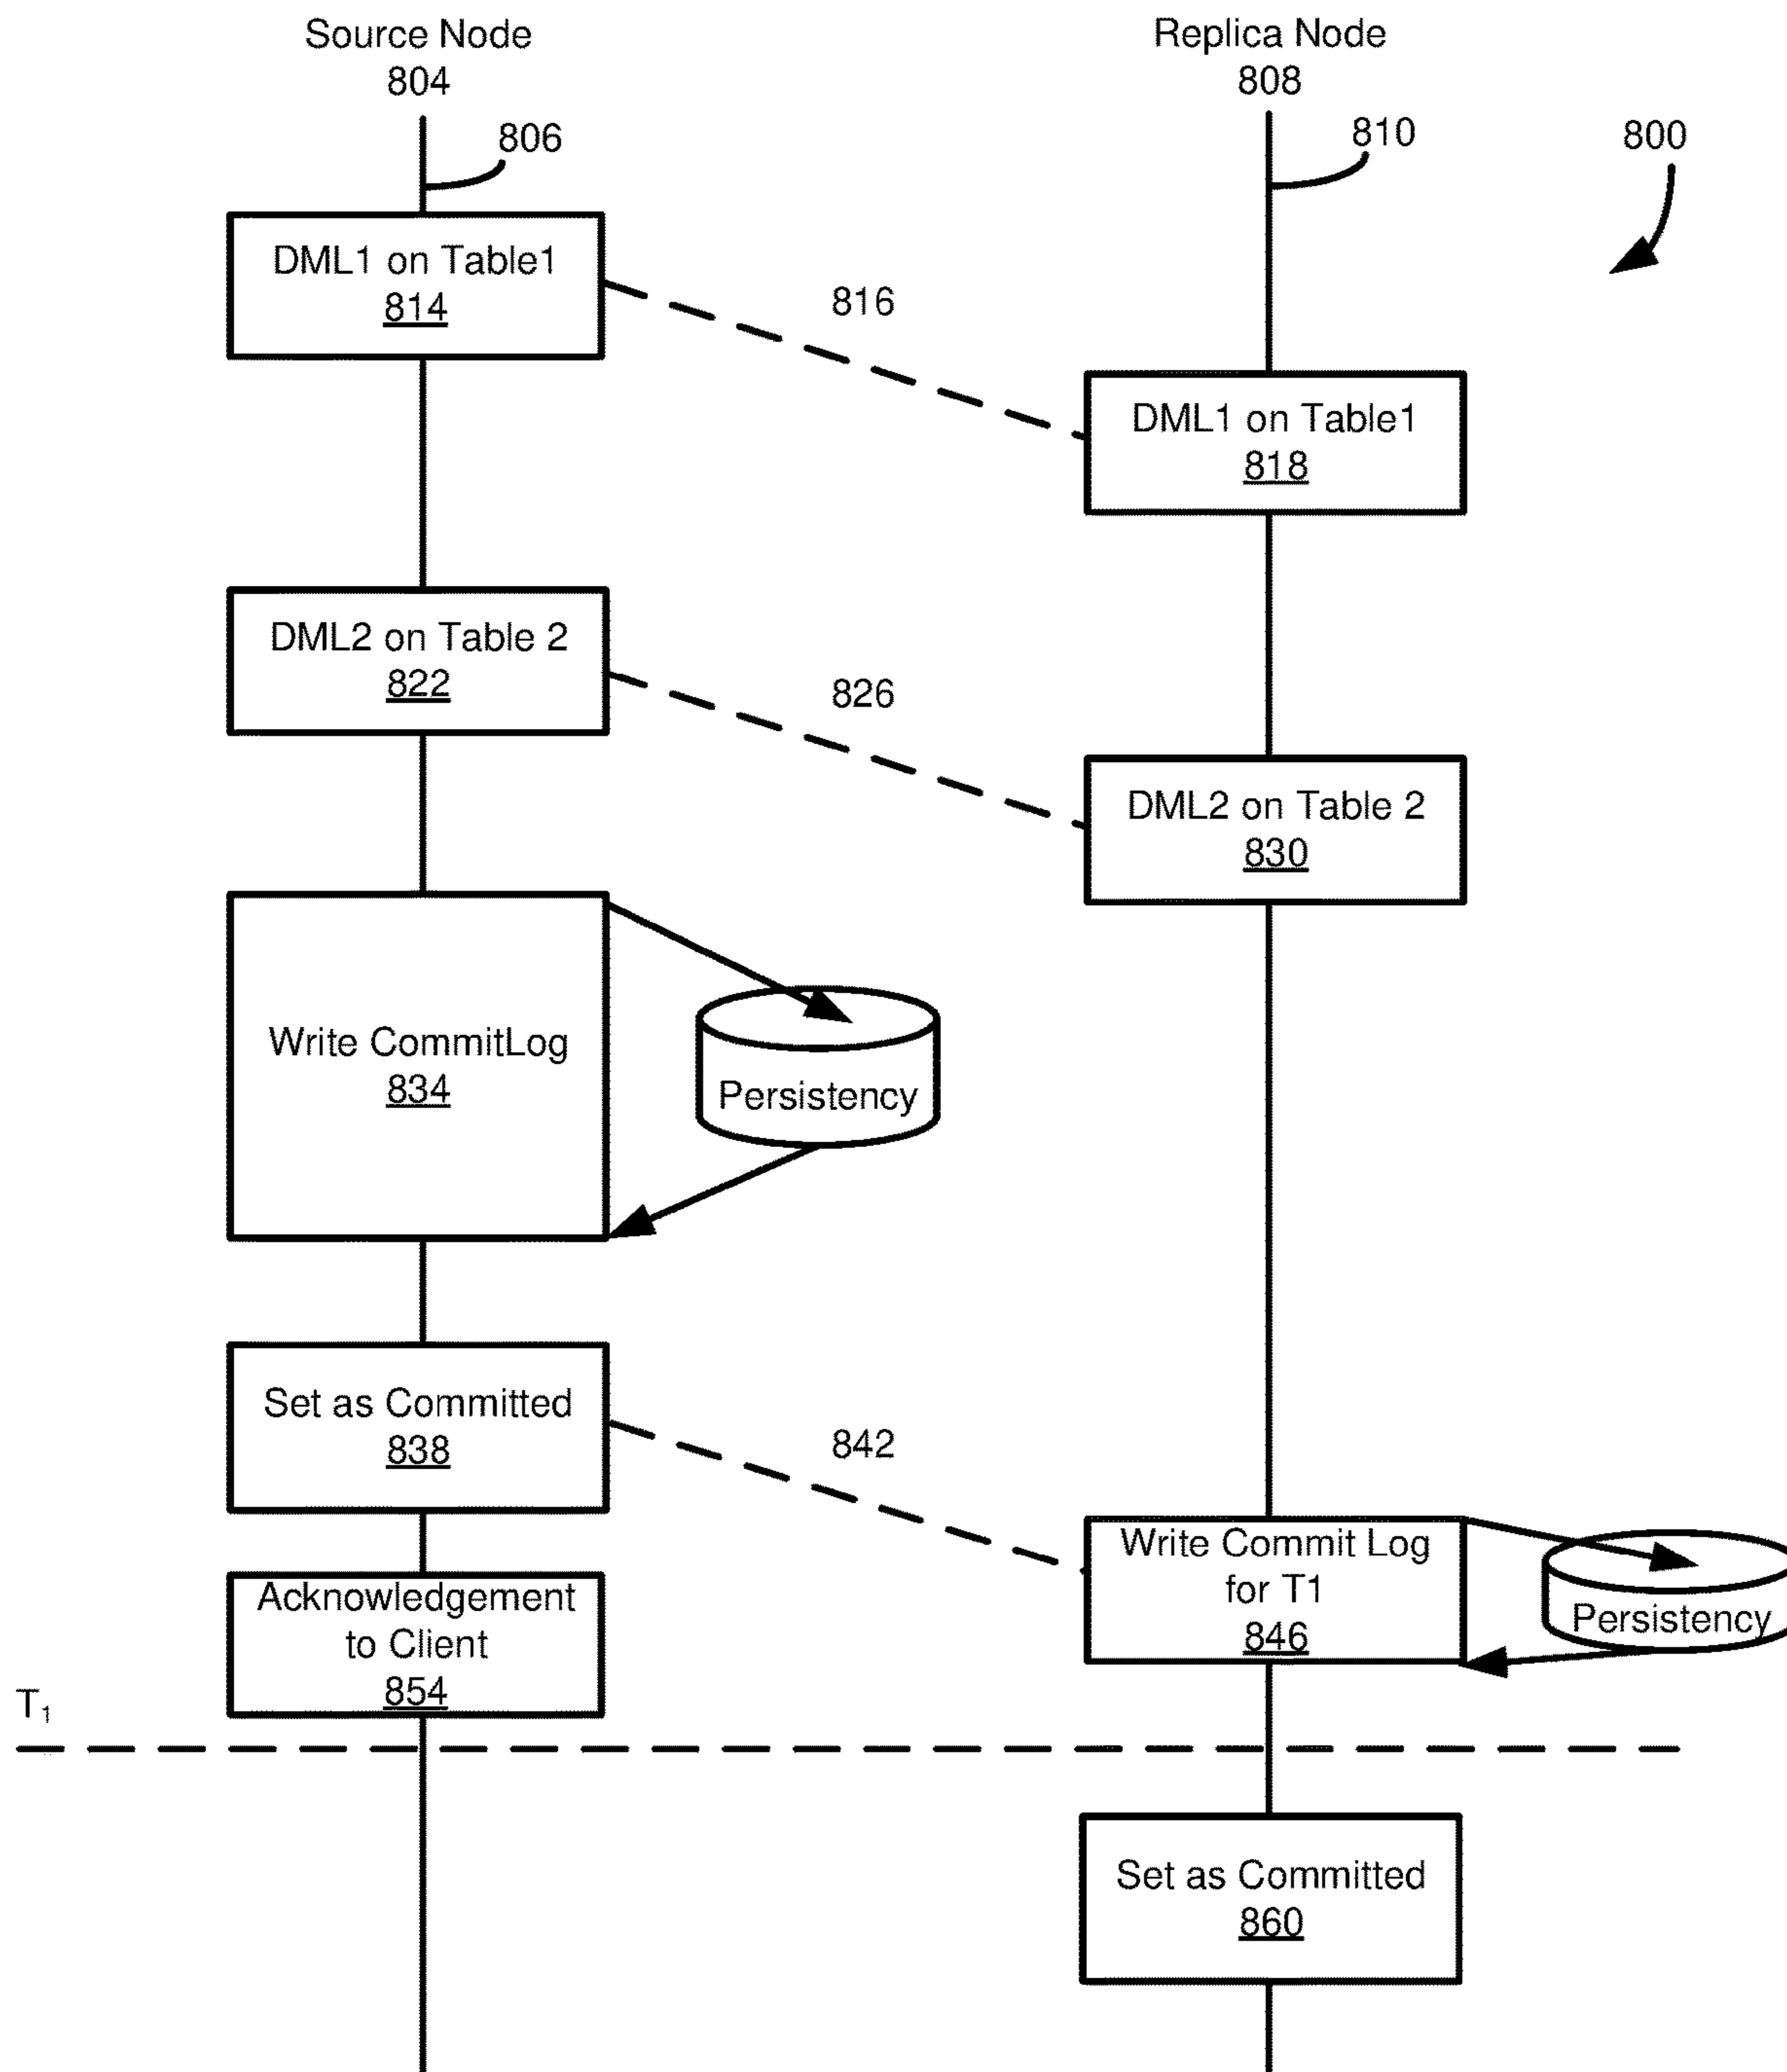 Source Node
804
Replica Node
808
806
810
800
DML1 on Table1
814
816
DML1 on Table1
818
DML2 on Table 2
822
826
DML2 on Table 2
830
Write CommitLog
834
Persistency
Set as Committed
838
842
Write Commit Log
for T1
846
Persistency
Acknowledgement
to Client
854
T₁
Set as Committed
860